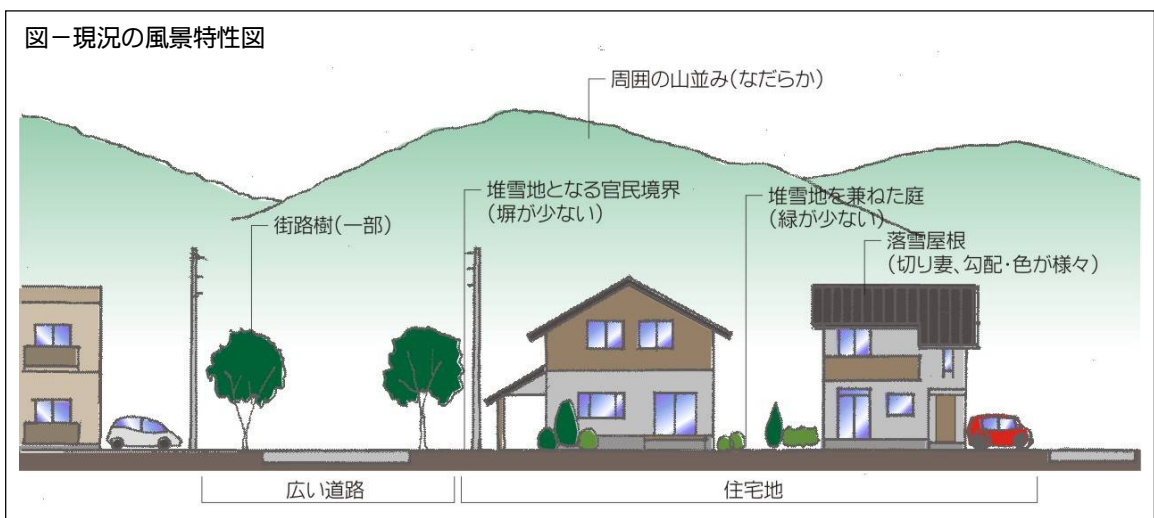 図－現況の風景特性図
周囲の山並み(なだらか)
堆雪地となる官民境界
(塀が少ない)
堆雪地を兼ねた庭
(緑が少ない)
街路樹(一部)
落雪屋根
(切り妻、勾配・色が様々)
広い道路
住宅地